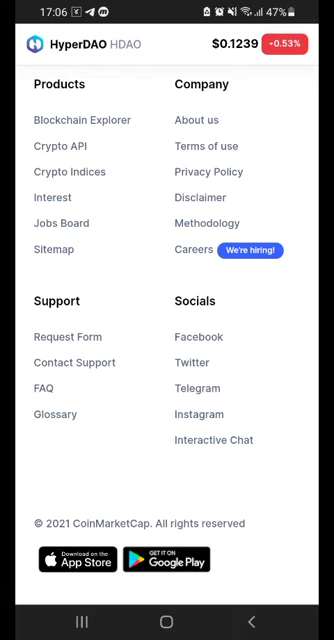 17:06 47%
HyperDAO HDAO $0.1239 -0.53%
Products Company
Blockchain Explorer About us
Crypto API Terms of use
Crypto Indices Privacy Policy
Interest Disclaimer
Jobs Board Methodology
Sitemap Careers We're hiring!
Support Socials
Request Form Facebook
Contact Support Twitter
FAQ Telegram
Glossary Instagram
Interactive Chat
© 2021 CoinMarketCap. All rights reserved
Download on the GET IT ON
App Store Google Play